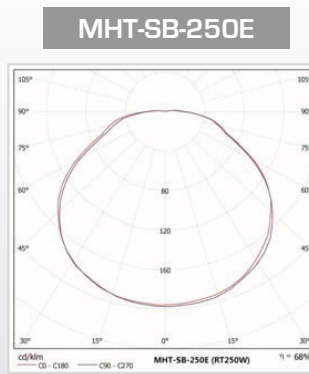 MHT-SB-250E
105° 105°
90° 90°
75° 75°
60° 60°
45° 45°
80
120
160
30° 15° 0° 15° 30°
cd/klm
C0 - C180 C90 - C270 MHT-SB-250E (RT250W) η = 68%